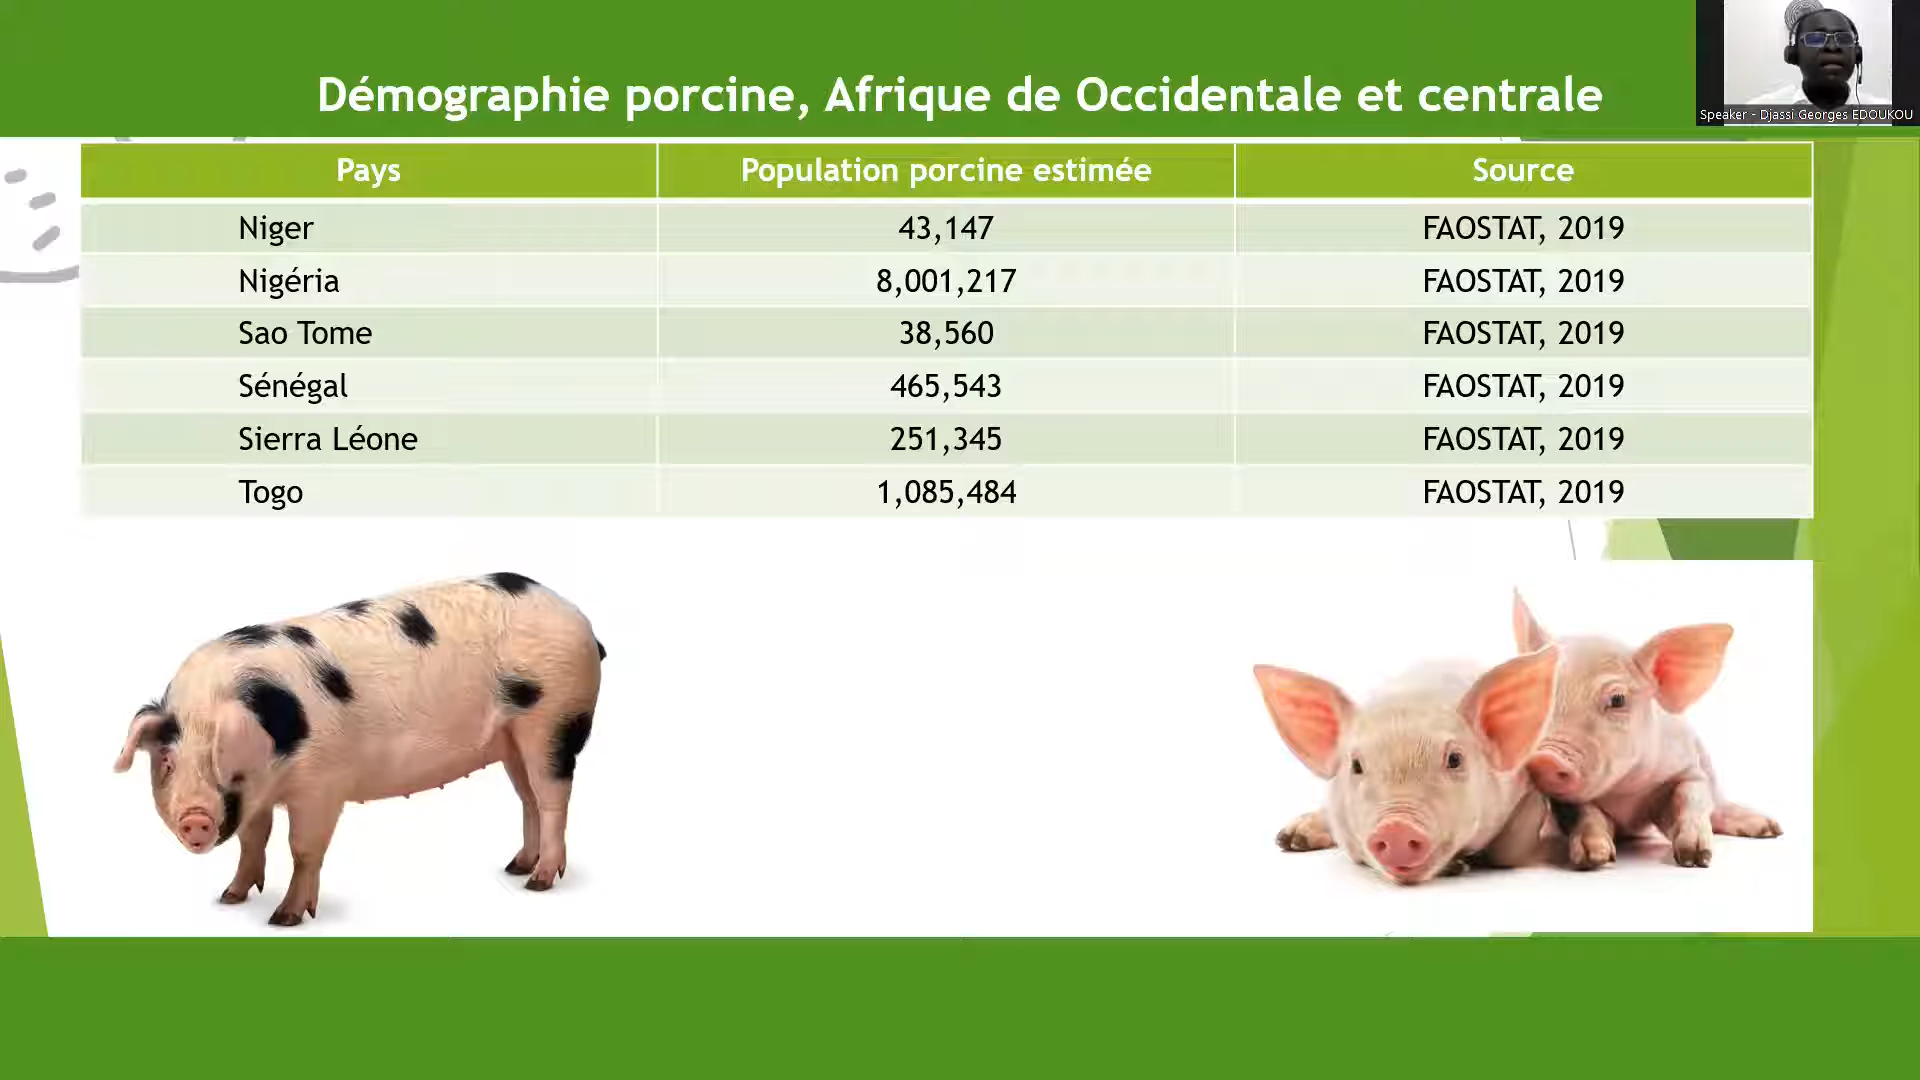 Démographie porcine, Afrique de Occidentale et centrale
Speaker - Djassi Georges EDOUKOU
Pays Population porcine estimée Source
Niger 43,147 FAOSTAT, 2019
Nigéria 8,001,217 FAOSTAT, 2019
Sao Tome 38,560 FAOSTAT, 2019
Sénégal 465,543 FAOSTAT, 2019
Sierra Léone 251,345 FAOSTAT, 2019
Togo 1,085,484 FAOSTAT, 2019